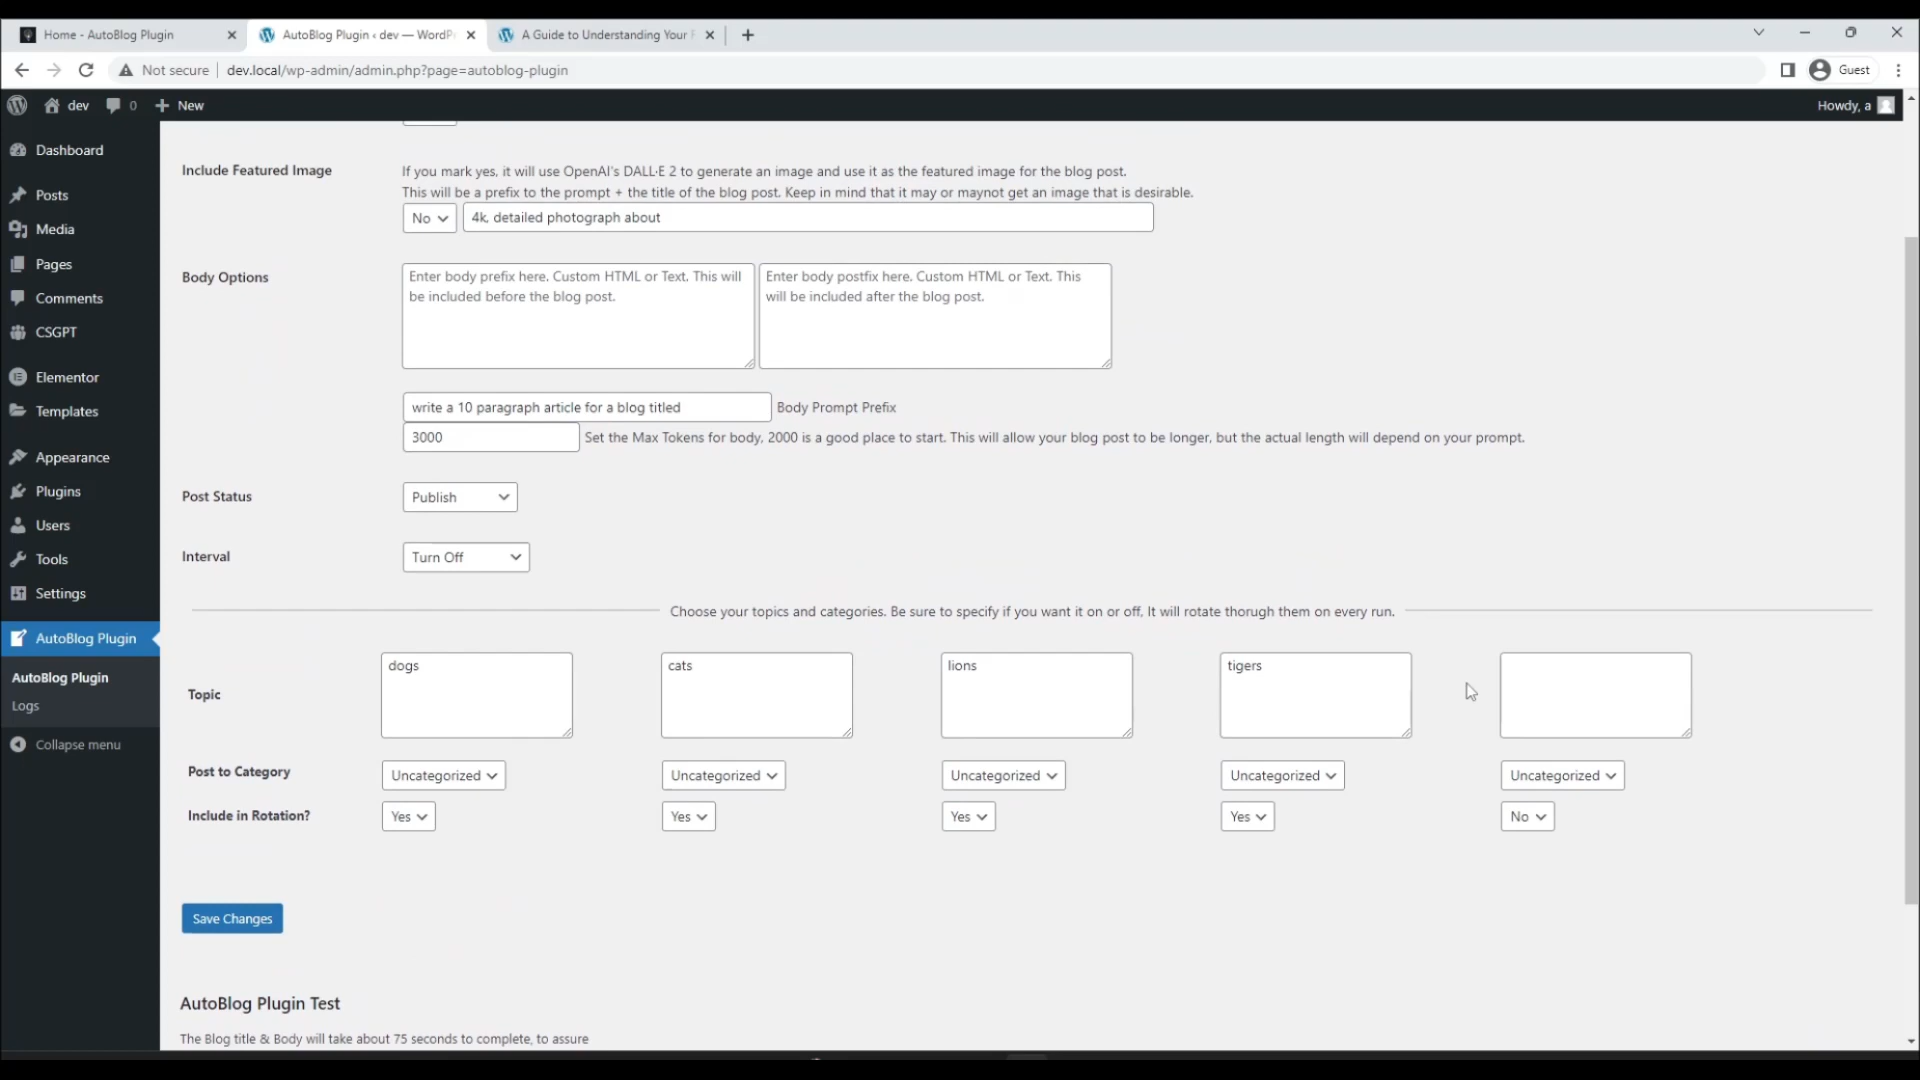 Home - AutoBlog Plugin
AutoBlog Plugin ‹ dev — WordPr
A Guide to Understanding Your
Not secure
dev.local/wp-admin/admin.php?page=autoblog-plugin
Guest
dev
0
New
Howdy, a
Dashboard
Posts
Media
Pages
Comments
CSGPT
Elementor
Templates
Appearance
Plugins
Users
Tools
Settings
AutoBlog Plugin
AutoBlog Plugin
Logs
Collapse menu
Include Featured Image
If you mark yes, it will use OpenAI's DALL·E 2 to generate an image and use it as the featured image for the blog post.
This will be a prefix to the prompt + the title of the blog post. Keep in mind that it may or maynot get an image that is desirable.
No
4k, detailed photograph about
Body Options
Enter body prefix here. Custom HTML or Text. This will
be included before the blog post.
Enter body postfix here. Custom HTML or Text. This
will be included after the blog post.
write a 10 paragraph article for a blog titled
Body Prompt Prefix
3000
Set the Max Tokens for body, 2000 is a good place to start. This will allow your blog post to be longer, but the actual length will depend on your prompt.
Post Status
Publish
Interval
Turn Off
Choose your topics and categories. Be sure to specify if you want it on or off, It will rotate thorugh them on every run.
Topic
dogs
cats
lions
tigers
Post to Category
Uncategorized
Uncategorized
Uncategorized
Uncategorized
Uncategorized
Include in Rotation?
Yes
Yes
Yes
Yes
No
Save Changes
AutoBlog Plugin Test
The Blog title & Body will take about 75 seconds to complete, to assure